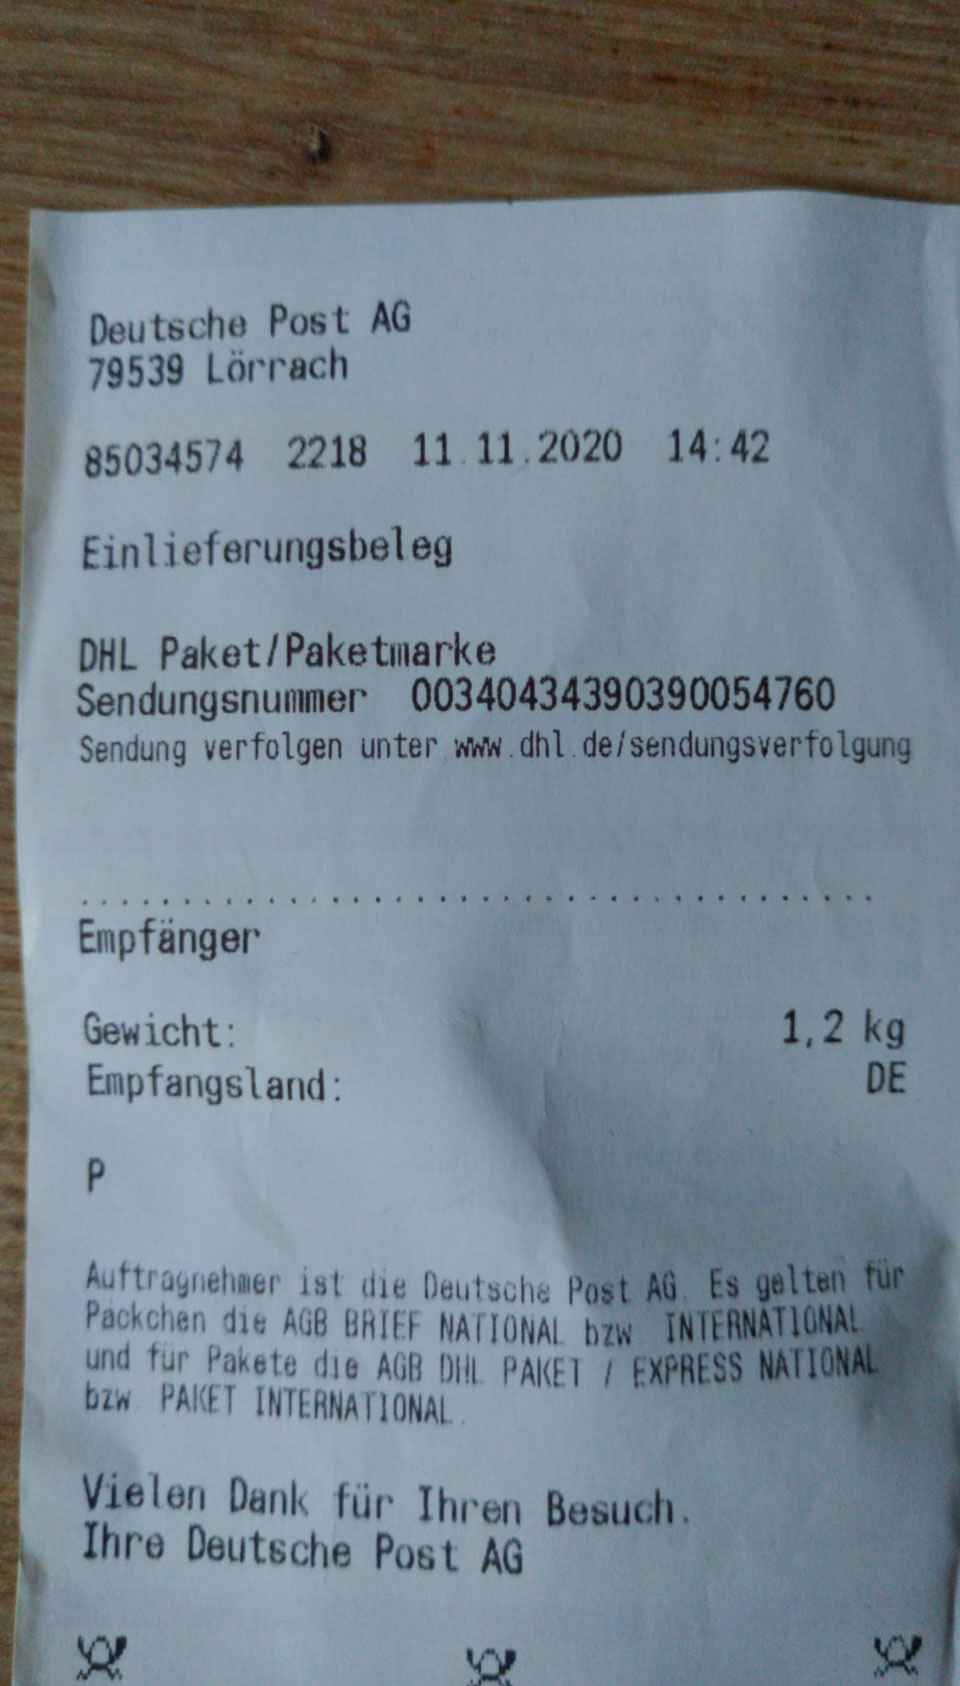 Deutsche Post AG
79539 Lörrach
85034574 2218 11.11.2020 14:42
Einlieferungsbeleg
DHL Paket/Paketmarke
Sendungsnummer 00340434390390054760
Sendung verfolgen unter www.dhl.de/sendungsverfolgung
........................................
Empfänger
Gewicht: 1,2 kg
Empfangsland: DE
P
Auftragnehmer ist die Deutsche Post AG. Es gelten für
Päckchen die AGB BRIEF NATIONAL bzw. INTERNATIONAL
und für Pakete die AGB DHL PAKET / EXPRESS NATIONAL
bzw. PAKET INTERNATIONAL.
Vielen Dank für Ihren Besuch.
Ihre Deutsche Post AG